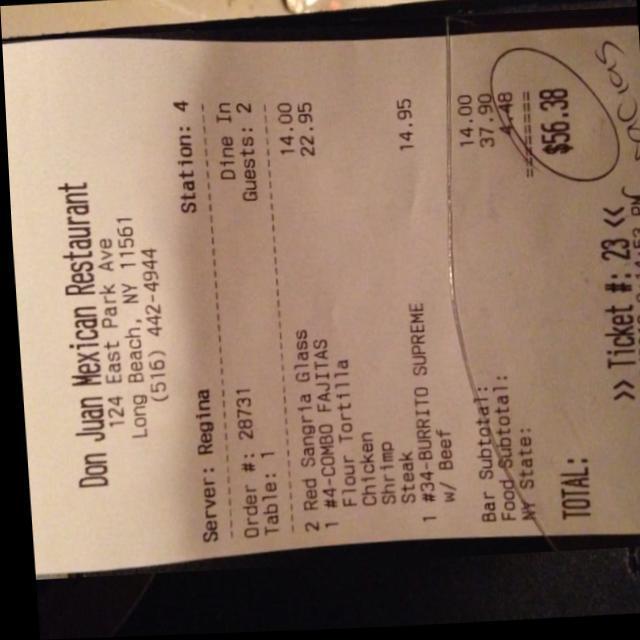 Don Juan Mexican Restaurant
124 East Park Ave
Long Beach, NY 11561
(516) 442-4944
Server: Regina Station: 4
Order #: 28731 Dine In
Table: 1 Guests: 2
2 Red Sangria Glass 14.00
1 #4-COMBO FAJITAS 22.95
Flour Tortilla
Chicken
Shrimp
Steak
1 #34-BURRITO SUPREME 14.95
w/ Beef
Bar Subtotal: 14.00
Food Subtotal: 37.90
NY State: 4.48
========
TOTAL: $56.38
>> Ticket #: 23 <<